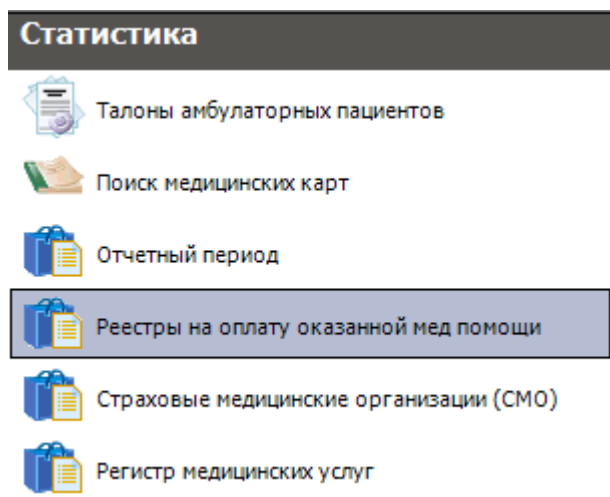 Статистика
Талоны амбулаторных пациентов
Поиск медицинских карт
Отчетный период
Реестры на оплату оказанной мед помощи
Страховые медицинские организации (СМО)
Регистр медицинских услуг